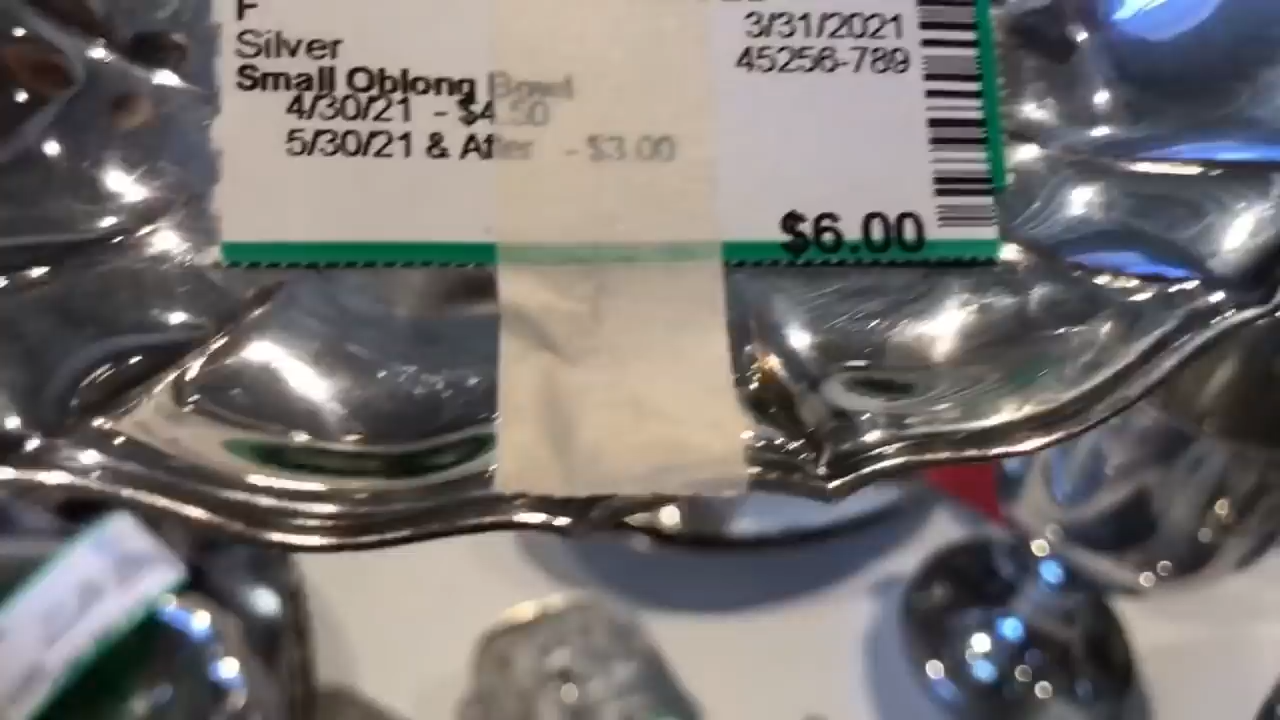 F
Silver
Small Oblong Bowl
4/30/21 - $4.50
5/30/21 & After - $3.00
3/31/2021
45256-789
$6.00